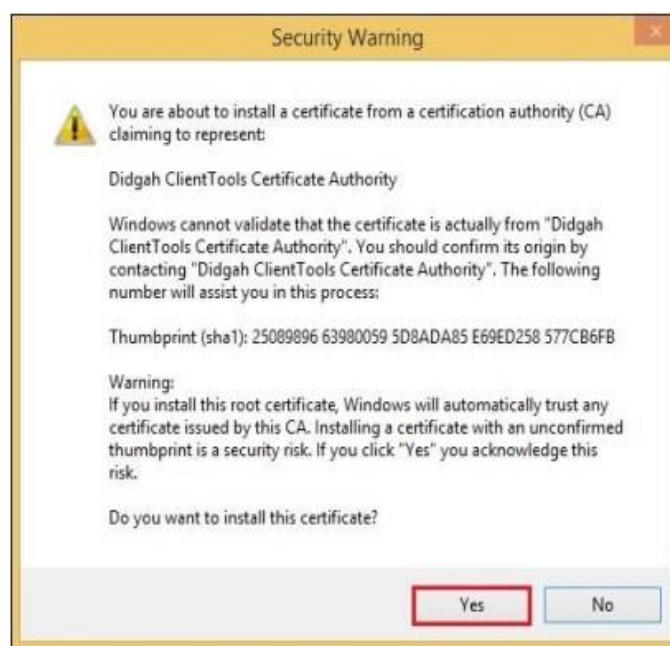 Security Warning
You are about to install a certificate from a certification authority (CA)
claiming to represent:
Didgah ClientTools Certificate Authority
Windows cannot validate that the certificate is actually from "Didgah
ClientTools Certificate Authority". You should confirm its origin by
contacting "Didgah ClientTools Certificate Authority". The following
number will assist you in this process:
Thumbprint (sha1): 25089896 63980059 5D8ADA85 E69ED258 577CB6FB
Warning:
If you install this root certificate, Windows will automatically trust any
certificate issued by this CA. Installing a certificate with an unconfirmed
thumbprint is a security risk. If you click "Yes" you acknowledge this
risk.
Do you want to install this certificate?
Yes
No